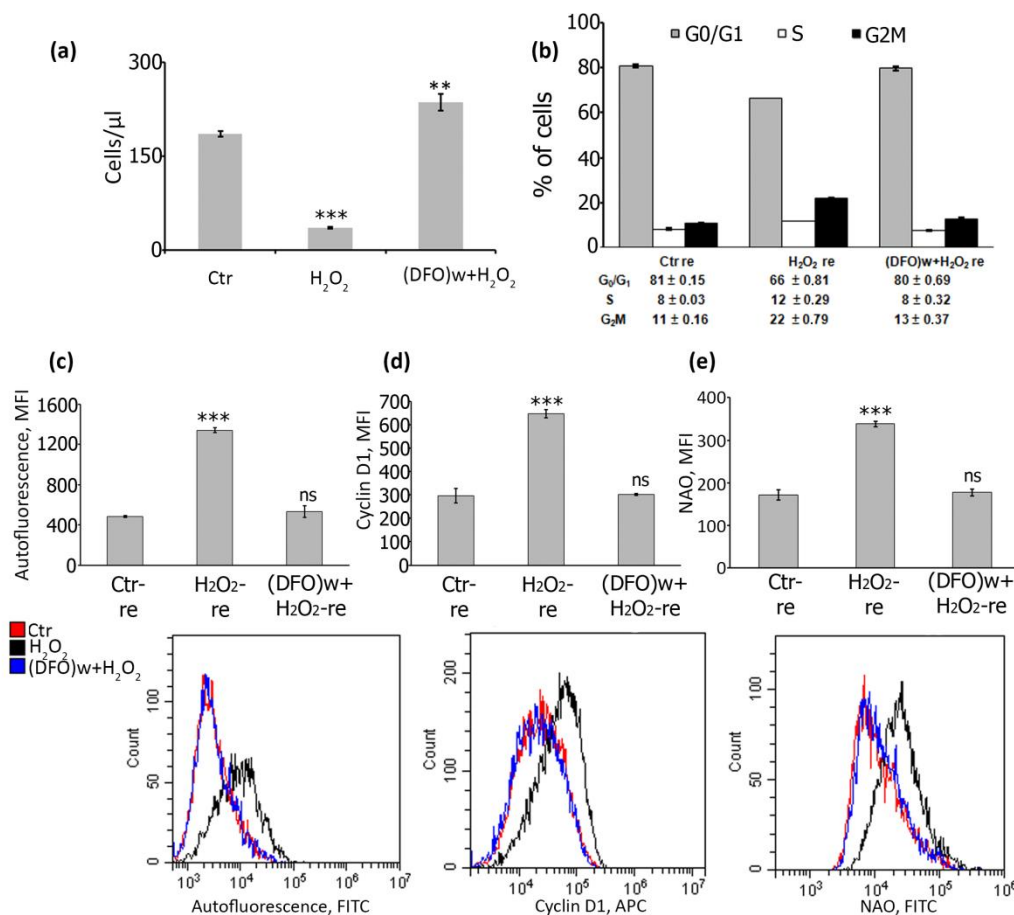 (a)
300
150
0
Cells/µl
***
**
Ctr
H₂O₂
(DFO)w+H₂O₂
(b)
G0/G1
S
G2M
100
80
60
40
20
0
% of cells
Ctr re H₂O₂ re (DFO)w+H₂O₂ re
G₀/G₁ 81 ± 0.15 66 ± 0.81 80 ± 0.69
S 8 ± 0.03 12 ± 0.29 8 ± 0.32
G₂M 11 ± 0.16 22 ± 0.79 13 ± 0.37
(c)
1600
1200
800
400
0
Autofluorescence, MFI
***
ns
Ctr-
re
H₂O₂-
re
(DFO)w+
H₂O₂-re
(d)
700
600
500
400
300
200
100
0
Cyclin D1, MFI
***
ns
Ctr-
re
H₂O₂-
re
(DFO)w+
H₂O₂-re
(e)
400
300
200
100
0
NAO, MFI
***
ns
Ctr-
re
H₂O₂-
re
(DFO)w+
H₂O₂-re
Ctr
H₂O₂
(DFO)w+H₂O₂
Count
0 50 100
10³ 10⁴ 10⁵ 10⁶ 10⁷
Autofluorescence, FITC
Count
0 100 200
10⁴ 10⁵ 10⁶ 10⁷
Cyclin D1, APC
Count
0 50 100
10³ 10⁴ 10⁵ 10⁶
NAO, FITC